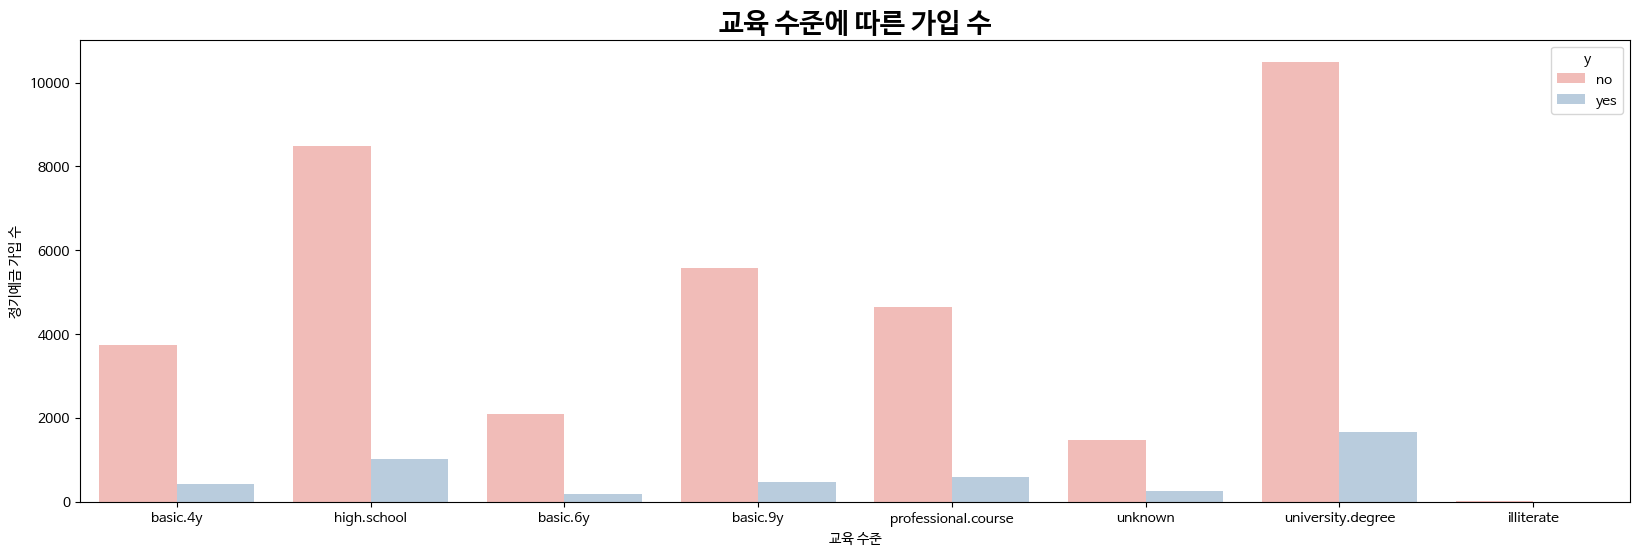 교육 수준에 따른 가입 수
y
no
yes
정기예금 가입 수
10000
8000
6000
4000
2000
0
basic.4y high.school basic.6y basic.9y professional.course unknown university.degree illiterate
교육 수준